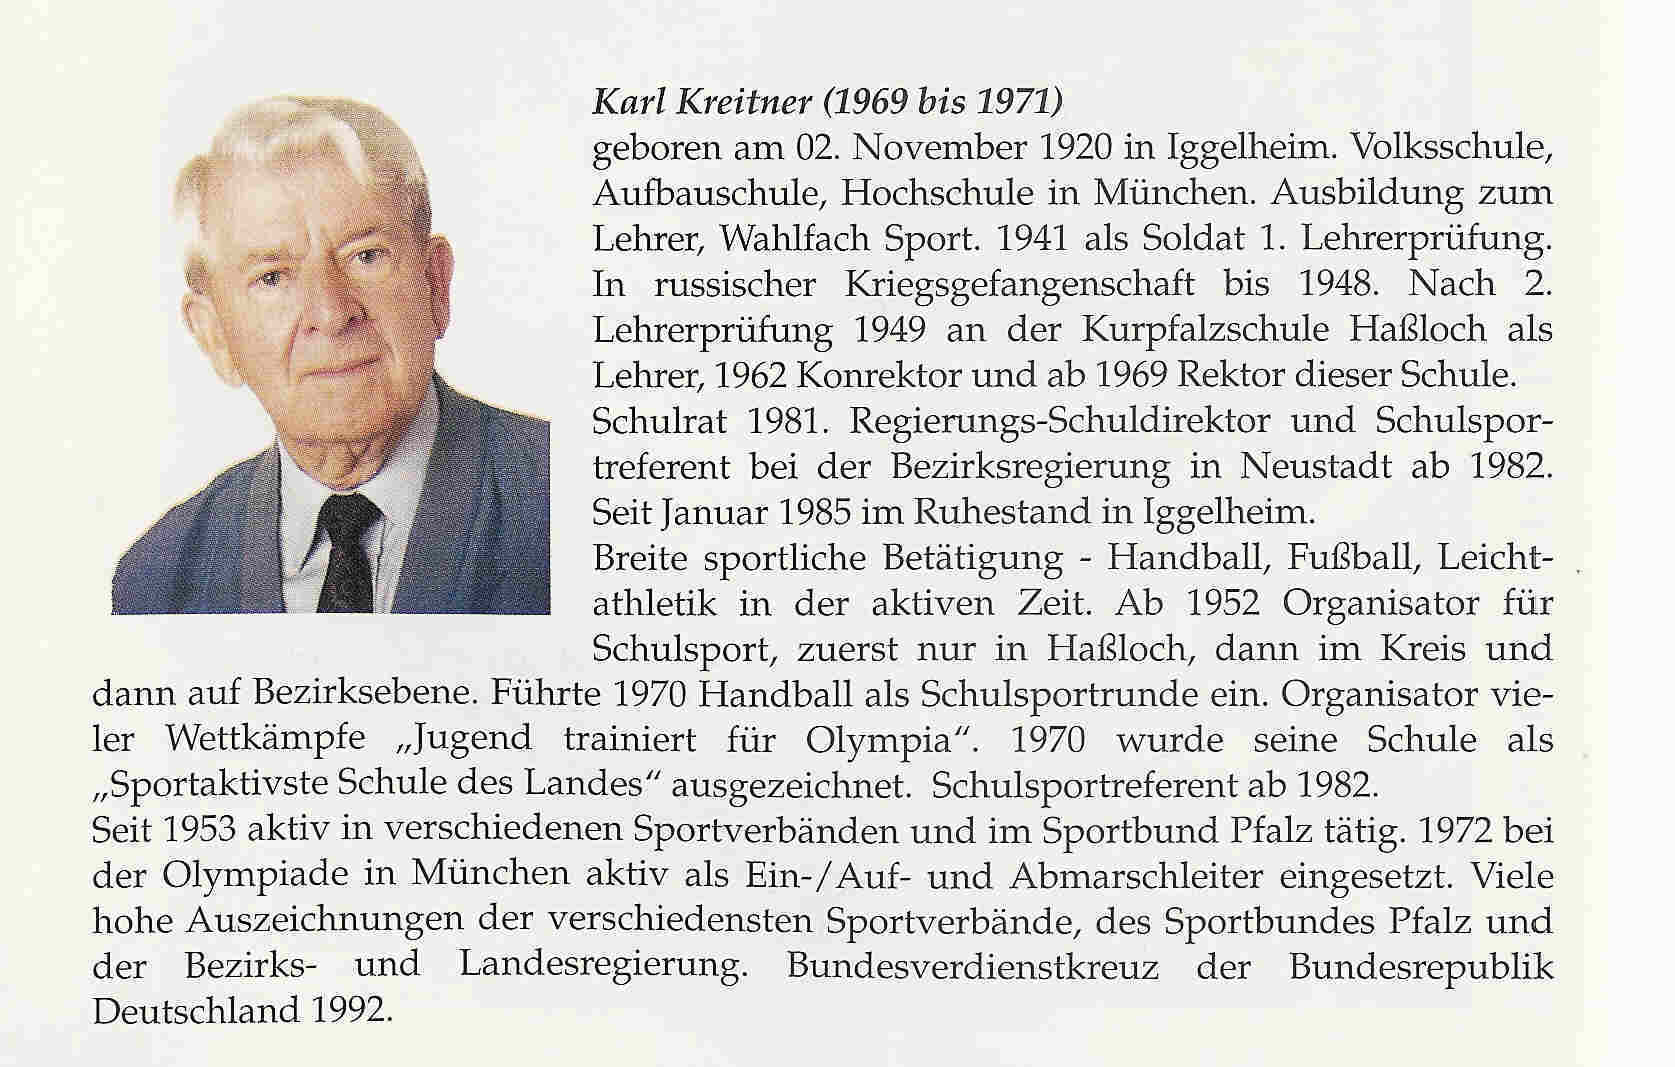 Karl Kreitner (1969 bis 1971)
geboren am 02. November 1920 in Iggelheim. Volksschule,
Aufbauschule, Hochschule in München. Ausbildung zum
Lehrer, Wahlfach Sport. 1941 als Soldat 1. Lehrerprüfung.
In russischer Kriegsgefangenschaft bis 1948. Nach 2.
Lehrerprüfung 1949 an der Kurpfalzschule Haßloch als
Lehrer, 1962 Konrektor und ab 1969 Rektor dieser Schule.
Schulrat 1981. Regierungs-Schuldirektor und Schulspor-
treferent bei der Bezirksregierung in Neustadt ab 1982.
Seit Januar 1985 im Ruhestand in Iggelheim.
Breite sportliche Betätigung - Handball, Fußball, Leicht-
athletik in der aktiven Zeit. Ab 1952 Organisator für
Schulsport, zuerst nur in Haßloch, dann im Kreis und
dann auf Bezirksebene. Führte 1970 Handball als Schulsportrunde ein. Organisator vie-
ler Wettkämpfe „Jugend trainiert für Olympia“. 1970 wurde seine Schule als
„Sportaktivste Schule des Landes“ ausgezeichnet. Schulsportreferent ab 1982.
Seit 1953 aktiv in verschiedenen Sportverbänden und im Sportbund Pfalz tätig. 1972 bei
der Olympiade in München aktiv als Ein-/Auf- und Abmarschleiter eingesetzt. Viele
hohe Auszeichnungen der verschiedensten Sportverbände, des Sportbundes Pfalz und
der Bezirks- und Landesregierung. Bundesverdienstkreuz der Bundesrepublik
Deutschland 1992.